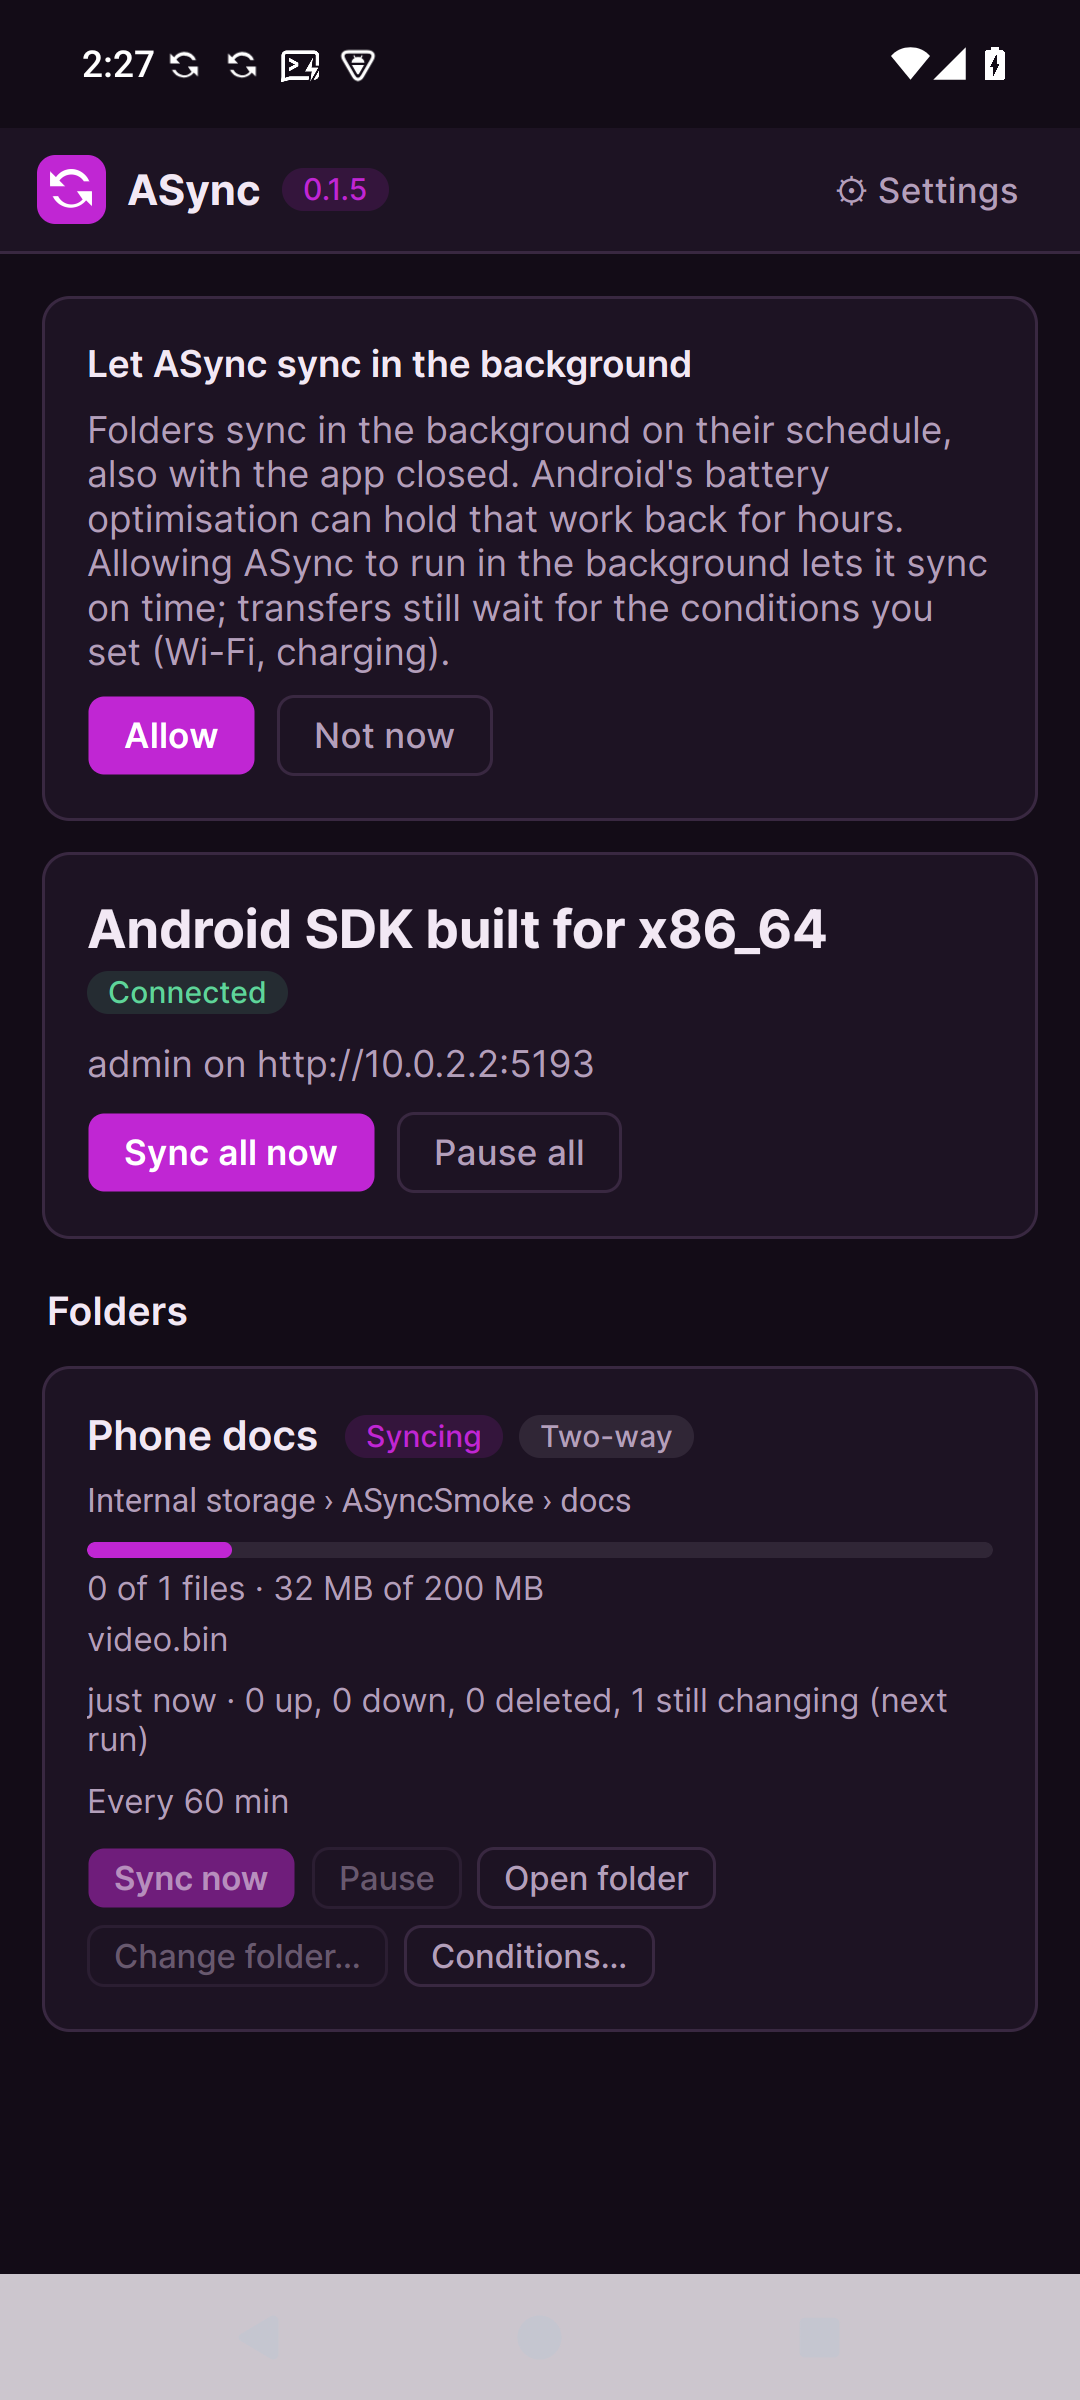 2:27
ASync 0.1.5 Settings
Let ASync sync in the background
Folders sync in the background on their schedule,
also with the app closed. Android's battery
optimisation can hold that work back for hours.
Allowing ASync to run in the background lets it sync
on time; transfers still wait for the conditions you
set (Wi-Fi, charging).
Allow Not now
Android SDK built for x86_64
Connected
admin on http://10.0.2.2:5193
Sync all now Pause all
Folders
Phone docs Syncing Two-way
Internal storage › ASyncSmoke › docs
0 of 1 files · 32 MB of 200 MB
video.bin
just now · 0 up, 0 down, 0 deleted, 1 still changing (next
run)
Every 60 min
Sync now Pause Open folder
Change folder... Conditions...